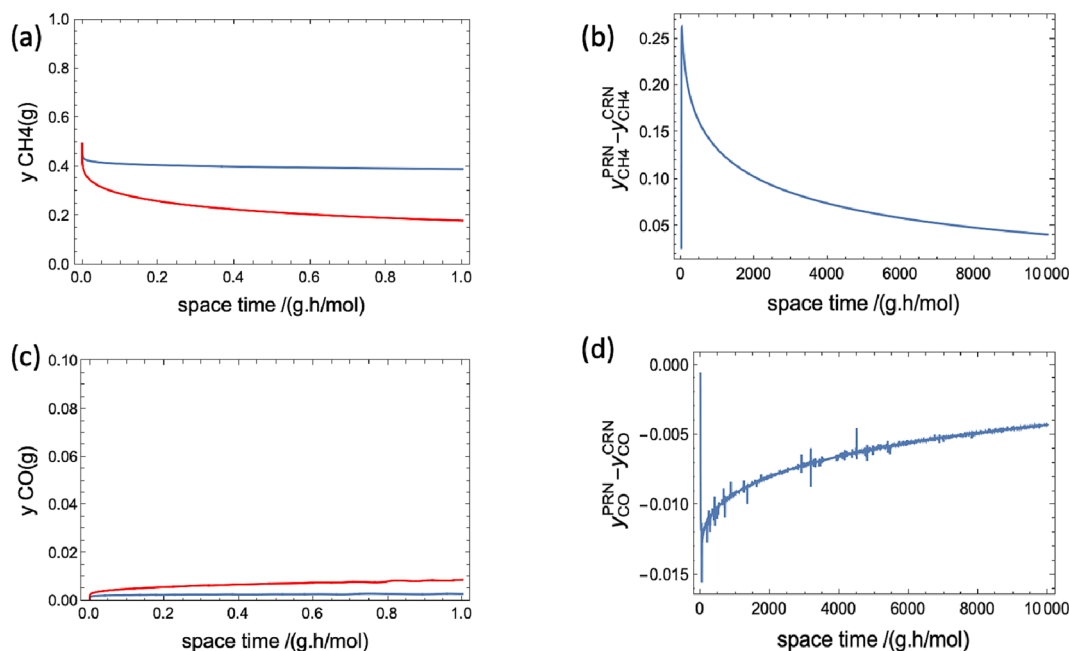 (a)
1.0
0.8
0.6
0.4
0.2
0.0
y CH4(g)
0.0 0.2 0.4 0.6 0.8 1.0
space time /(g.h/mol)
(b)
0.25
0.20
0.15
0.10
0.05
y^PRN_CH4 – y^CRN_CH4
0 2000 4000 6000 8000 10 000
space time /(g.h/mol)
(c)
0.10
0.08
0.06
0.04
0.02
0.00
y CO(g)
0.0 0.2 0.4 0.6 0.8 1.0
space time /(g.h/mol)
(d)
0.000
−0.005
−0.010
−0.015
y^PRN_CO – y^CRN_CO
0 2000 4000 6000 8000 10 000
space time /(g.h/mol)